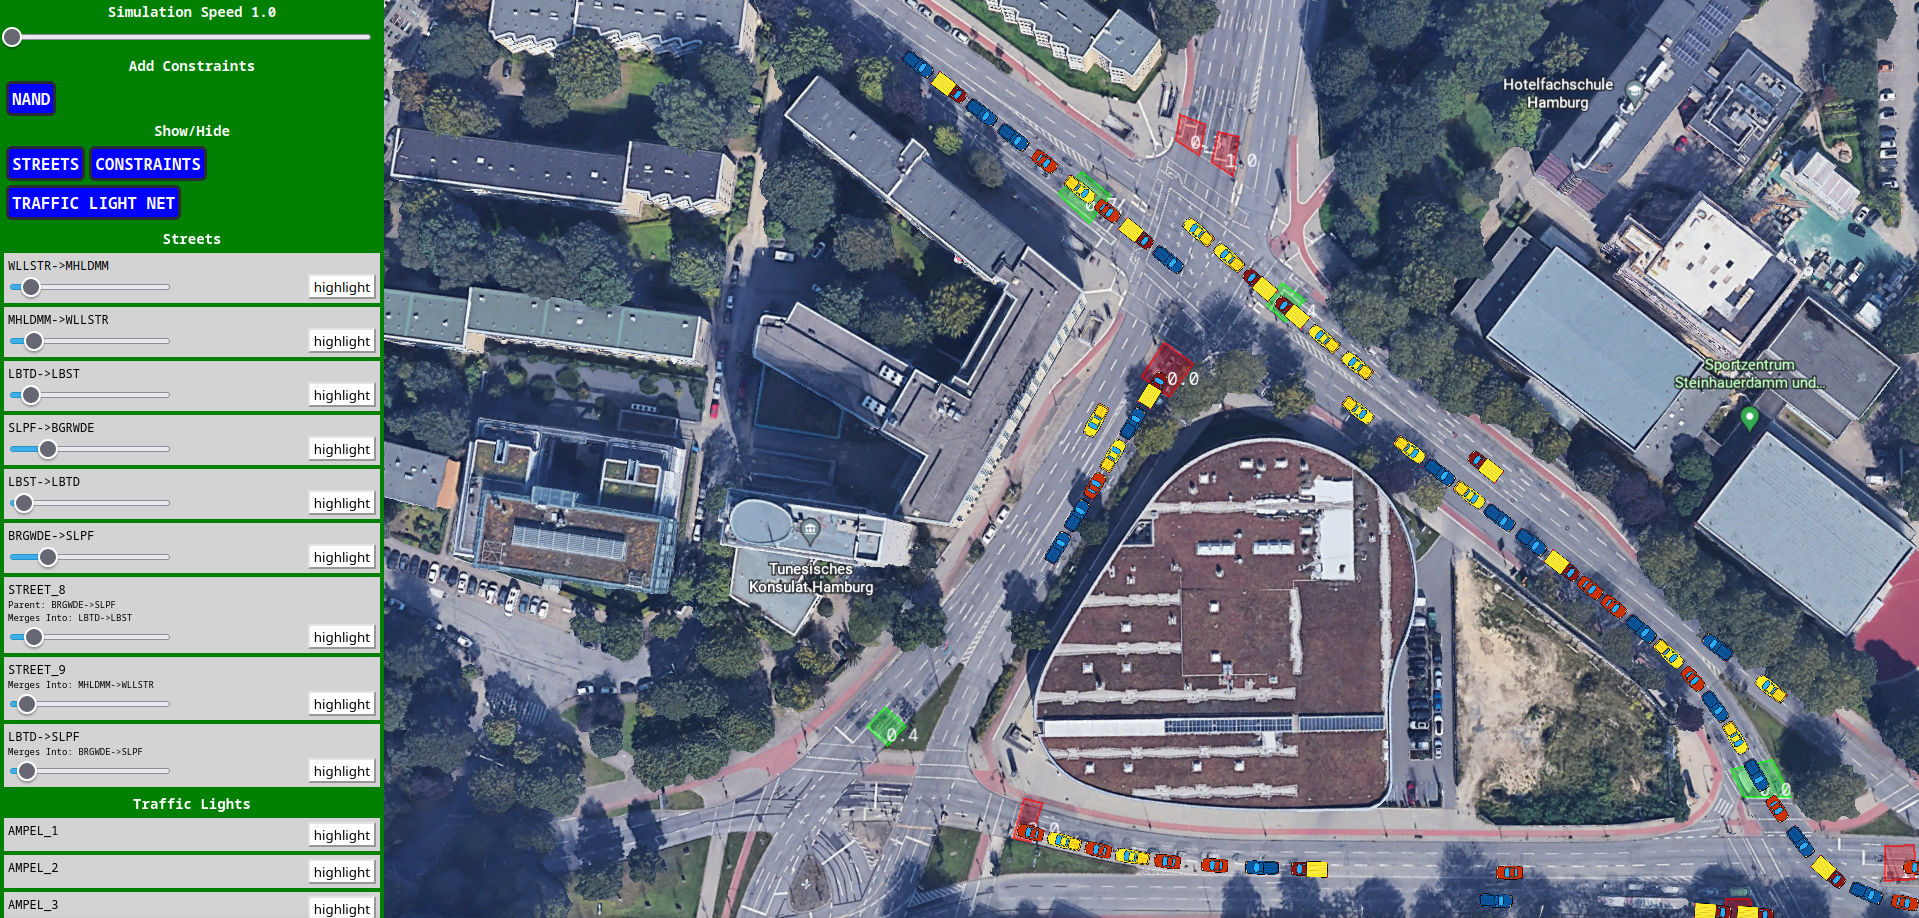 Simulation Speed 1.0
Add Constraints
NAND
Show/Hide
STREETS CONSTRAINTS
TRAFFIC LIGHT NET
Streets
WLLSTR->MHLDMM
highlight
MHLDMM->WLLSTR
highlight
LBTD->LBST
highlight
SLPF->BGRWDE
highlight
LBST->LBTD
highlight
BRGWDE->SLPF
highlight
STREET_8
Parent: BRGWDE->SLPF
Merges Into: LBTD->LBST
highlight
STREET_9
Merges Into: MHLDMM->WLLSTR
highlight
LBTD->SLPF
Merges Into: BRGWDE->SLPF
highlight
Traffic Lights
AMPEL_1
highlight
AMPEL_2
highlight
AMPEL_3
highlight
Hotelfachschule
Hamburg
Sportzentrum
Steinhauerdamm und...
0.0
Tunesisches
Konsulat Hamburg
0.4